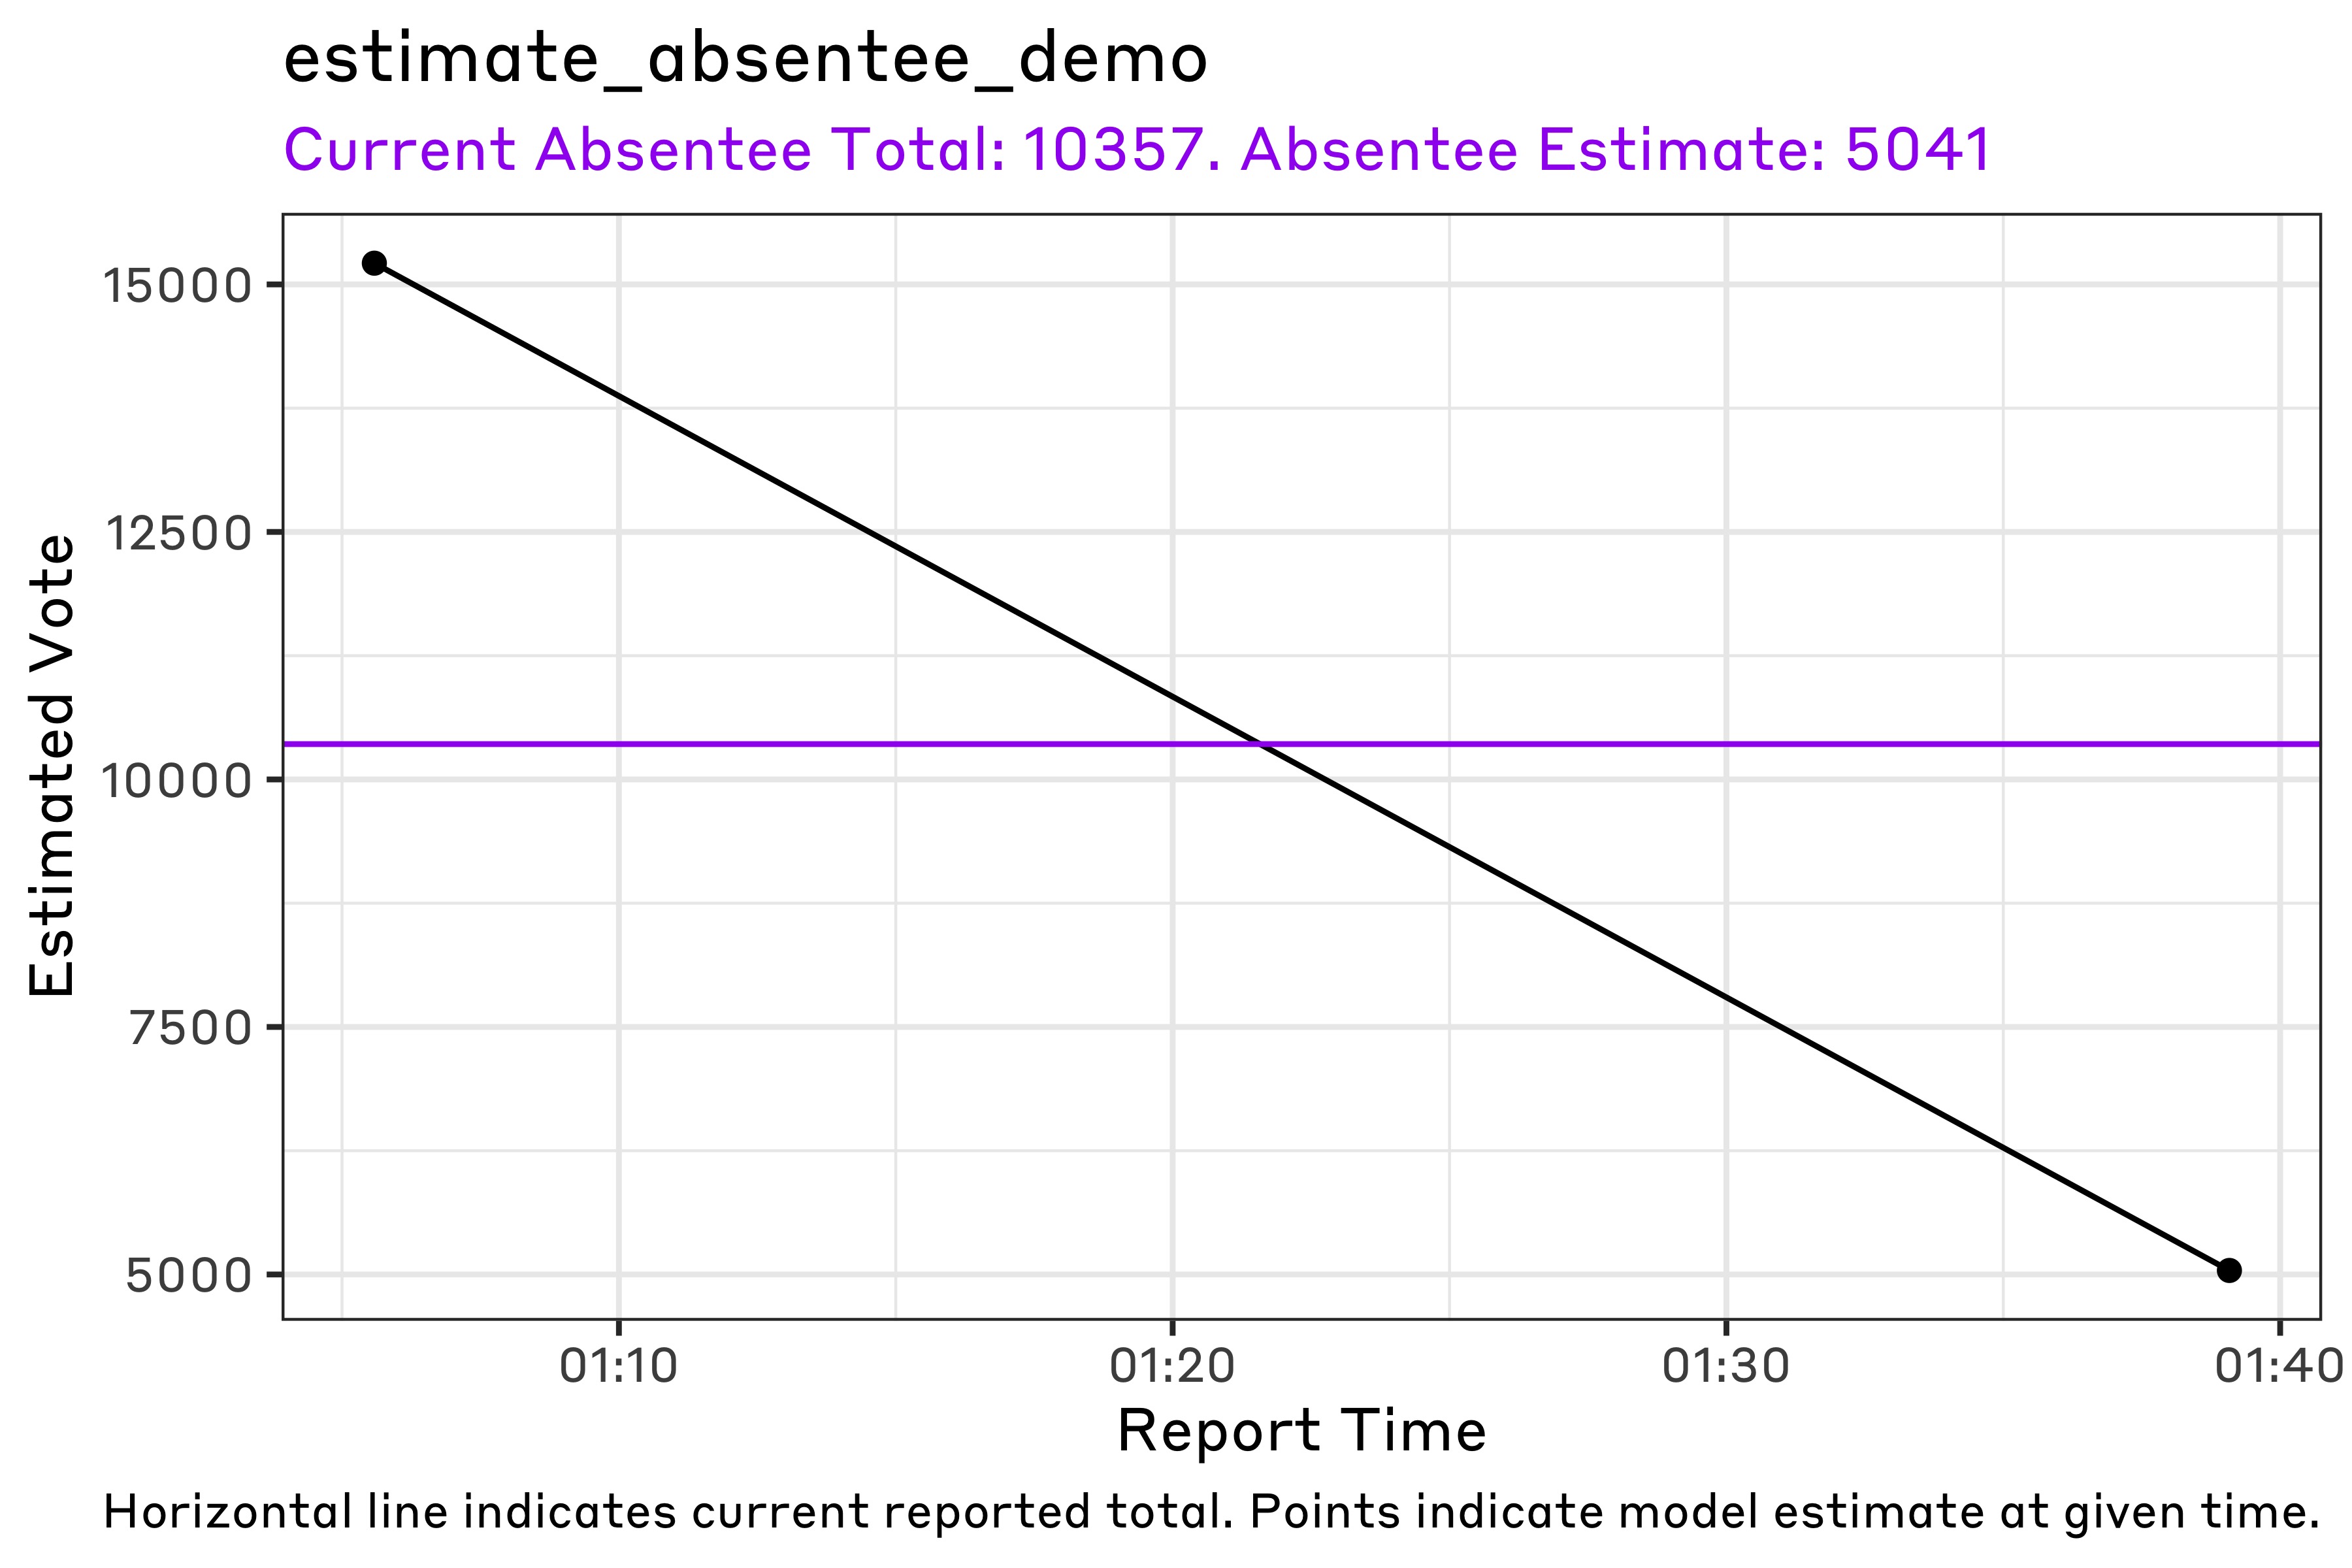 estimate_absentee_demo
Current Absentee Total: 10357. Absentee Estimate: 5041
Estimated Vote
15000
12500
10000
7500
5000
01:10 01:20 01:30 01:40
Report Time
Horizontal line indicates current reported total. Points indicate model estimate at given time.